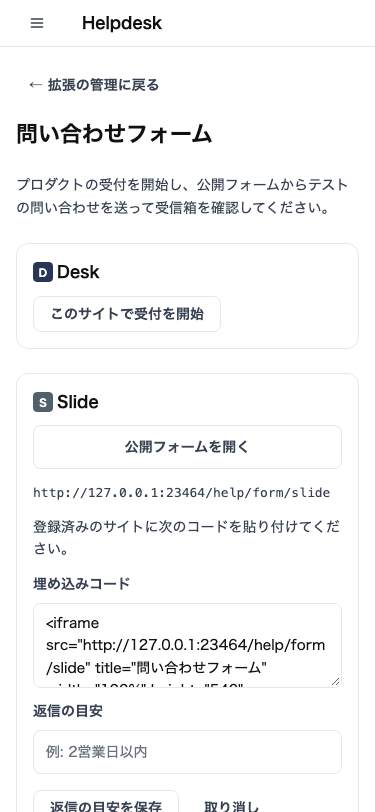 Helpdesk
← 拡張の管理に戻る
問い合わせフォーム
プロダクトの受付を開始し、公開フォームからテスト
の問い合わせを送って受信箱を確認してください。
D Desk
このサイトで受付を開始
S Slide
公開フォームを開く
http://127.0.0.1:23464/help/form/slide
登録済みのサイトに次のコードを貼り付けてくだ
さい。
埋め込みコード
<iframe
src="http://127.0.0.1:23464/help/form
/slide" title="問い合わせフォーム"
返信の目安
例: 2営業日以内
返信の目安を保存 取り消し